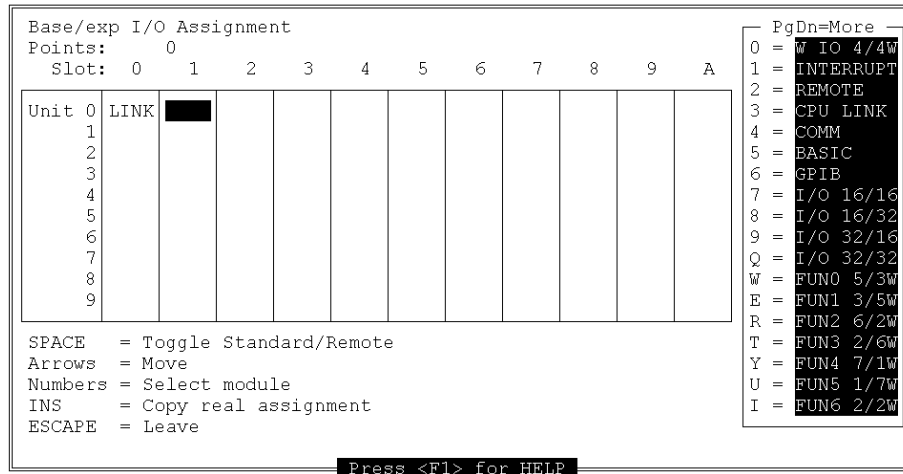 Base/exp I/O Assignment
Points: 0
Slot: 0 1 2 3 4 5 6 7 8 9 A
Unit 0 LINK
1
2
3
4
5
6
7
8
9
SPACE = Toggle Standard/Remote
Arrows = Move
Numbers = Select module
INS = Copy real assignment
ESCAPE = Leave
PgDn=More
0 = W IO 4/4W
1 = INTERRUPT
2 = REMOTE
3 = CPU LINK
4 = COMM
5 = BASIC
6 = GPIB
7 = I/O 16/16
8 = I/O 16/32
9 = I/O 32/16
Q = I/O 32/32
W = FUN0 5/3W
E = FUN1 3/5W
R = FUN2 6/2W
T = FUN3 2/6W
Y = FUN4 7/1W
U = FUN5 1/7W
I = FUN6 2/2W
Press <F1> for HELP